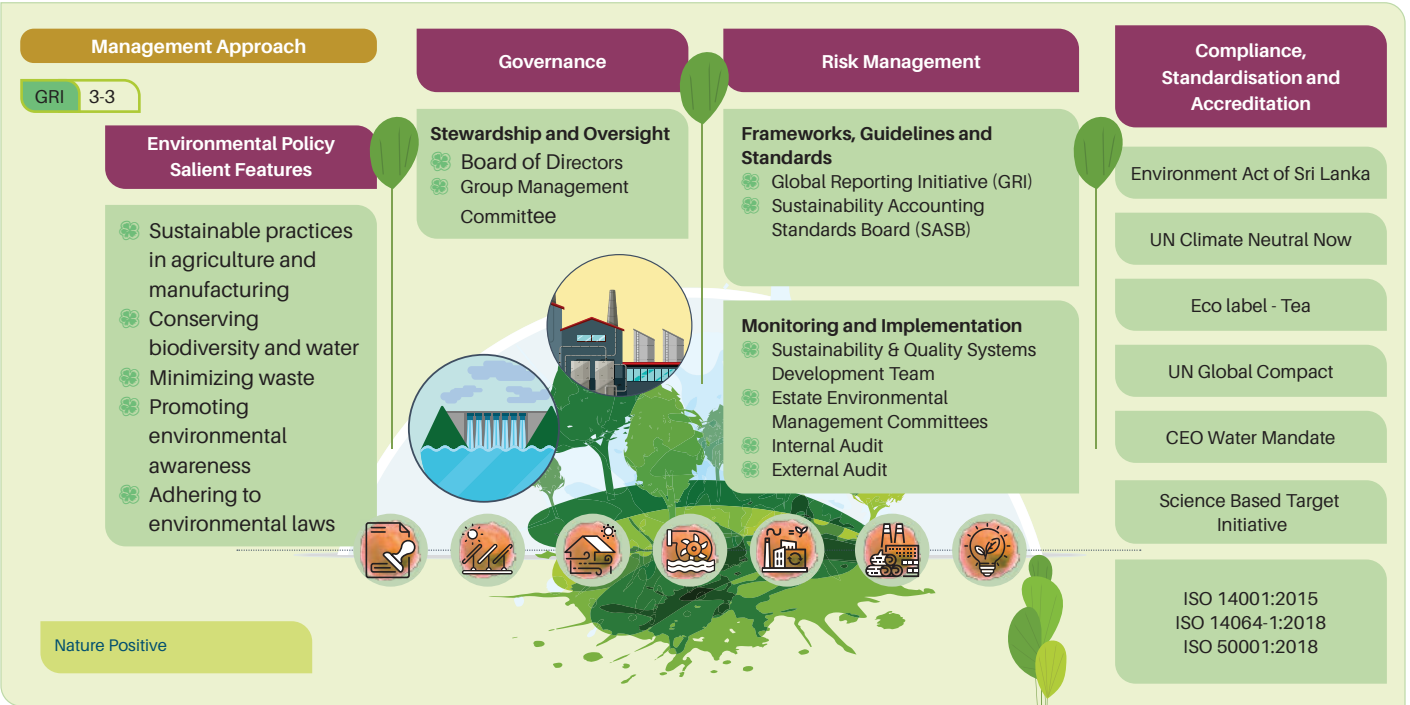 Management Approach
GRI 3-3
Environmental Policy
Salient Features
Sustainable practices
in agriculture and
manufacturing
Conserving
biodiversity and water
Minimizing waste
Promoting
environmental
awareness
Adhering to
environmental laws
Nature Positive
Governance
Stewardship and Oversight
Board of Directors
Group Management
Committee
Risk Management
Frameworks, Guidelines and
Standards
Global Reporting Initiative (GRI)
Sustainability Accounting
Standards Board (SASB)
Monitoring and Implementation
Sustainability & Quality Systems
Development Team
Estate Environmental
Management Committees
Internal Audit
External Audit
Compliance,
Standardisation and
Accreditation
Environment Act of Sri Lanka
UN Climate Neutral Now
Eco label - Tea
UN Global Compact
CEO Water Mandate
Science Based Target
Initiative
ISO 14001:2015
ISO 14064-1:2018
ISO 50001:2018